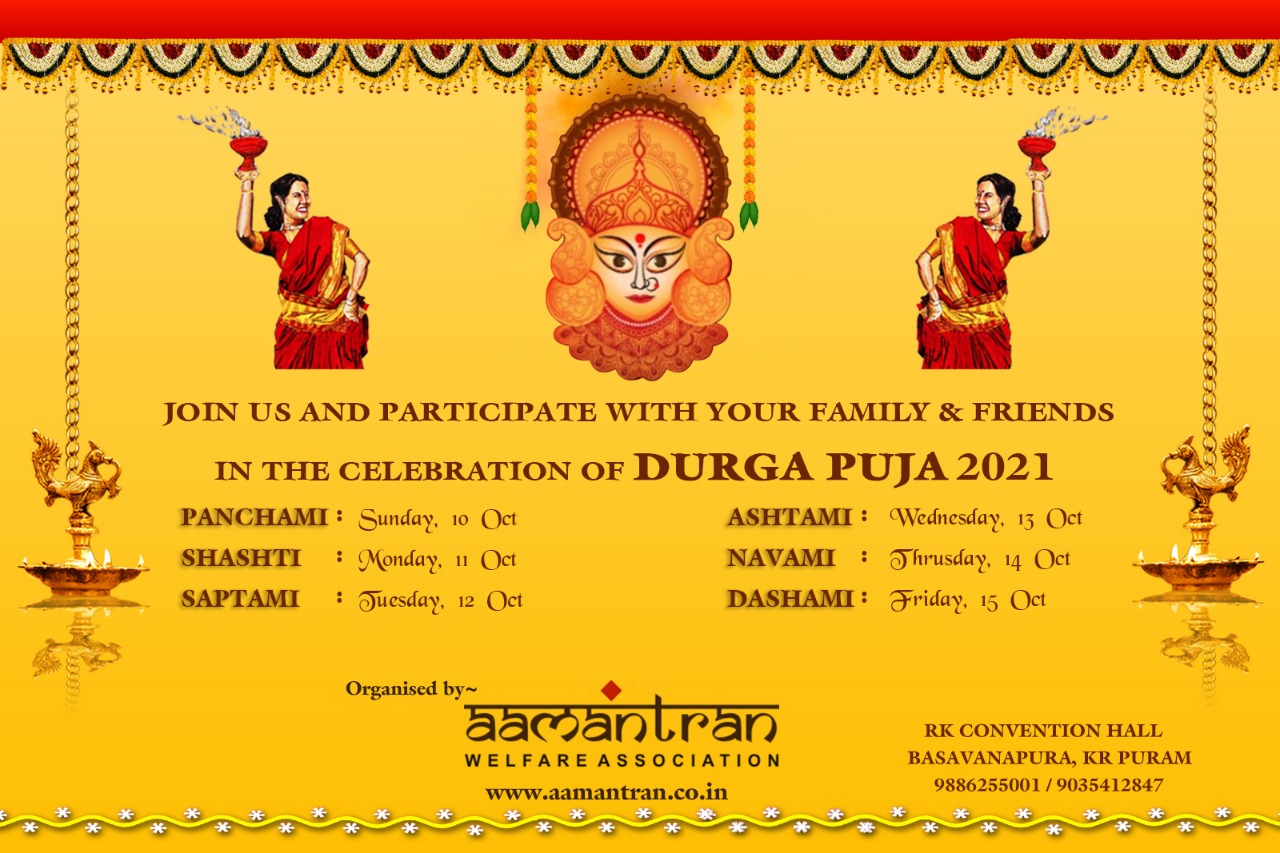 JOIN US AND PARTICIPATE WITH YOUR FAMILY & FRIENDS
IN THE CELEBRATION OF DURGA PUJA 2021
PANCHAMI : Sunday, 10 Oct
SHASHTI : Monday, 11 Oct
SAPTAMI : Tuesday, 12 Oct
ASHTAMI : Wednesday, 13 Oct
NAVAMI : Thrusday, 14 Oct
DASHAMI : Friday, 15 Oct
Organised by~
aamantran
WELFARE ASSOCIATION
www.aamantran.co.in
RK CONVENTION HALL
BASAVANAPURA, KR PURAM
9886255001 / 9035412847